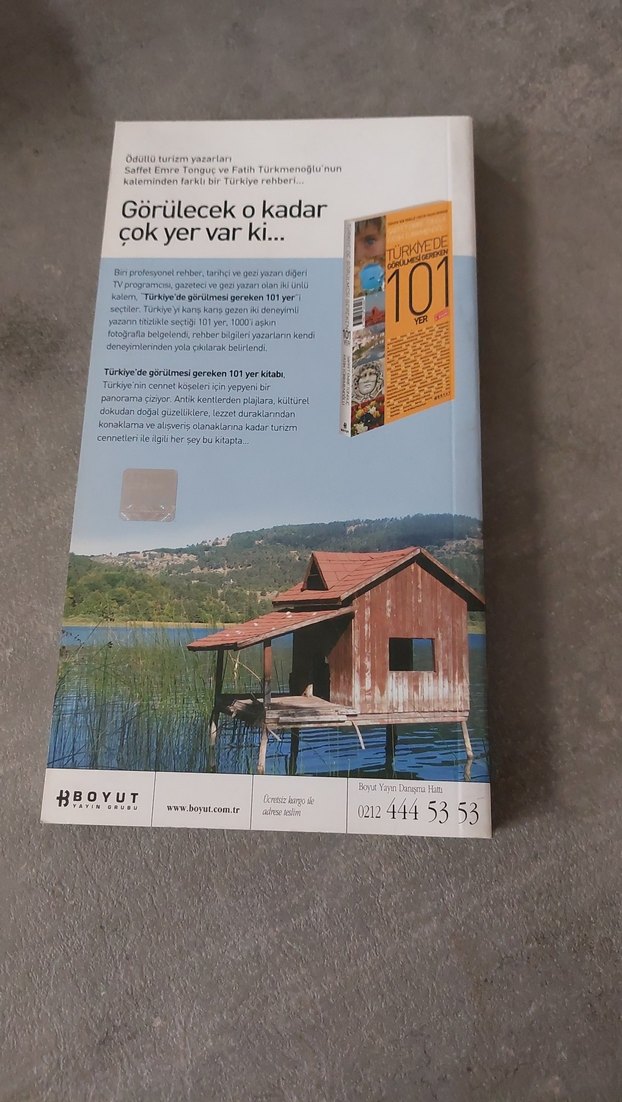 Ödüllü turizm yazarları
Saffet Emre Tonguç ve Fatih Türkmenoğlu'nun
kaleminden farklı bir Türkiye rehberi...
Görülecek o kadar
çok yer var ki...
Biri profesyonel rehber, tarihçi ve gezi yazarı diğeri
TV programcısı, gazeteci ve gezi yazarı olan iki ünlü
kalem, "Türkiye'de görülmesi gereken 101 yer"i
seçtiler. Türkiye'yi karış karış gezen iki deneyimli
yazarın titizlikle seçtiği 101 yer, 1000'i aşkın
fotoğrafla belgelendi, rehber bilgileri yazarların kendi
deneyimlerinden yola çıkılarak belirlendi.
Türkiye'de görülmesi gereken 101 yer kitabı,
Türkiye'nin cennet köşeleri için yepyeni bir
panorama çiziyor. Antik kentlerden plajlara, kültürel
dokudan doğal güzelliklere, lezzet duraklarından
konaklama ve alışveriş olanaklarına kadar turizm
cennetleri ile ilgili her şey bu kitapta...
TÜRKİYE'DE
GÖRÜLMESİ GEREKEN
101
YER
BOYUT
YAYIN GRUBU
www.boyut.com.tr
Ücretsiz kargo ile
adrese teslim
Boyut Yayın Danışma Hattı
0212 444 53 53